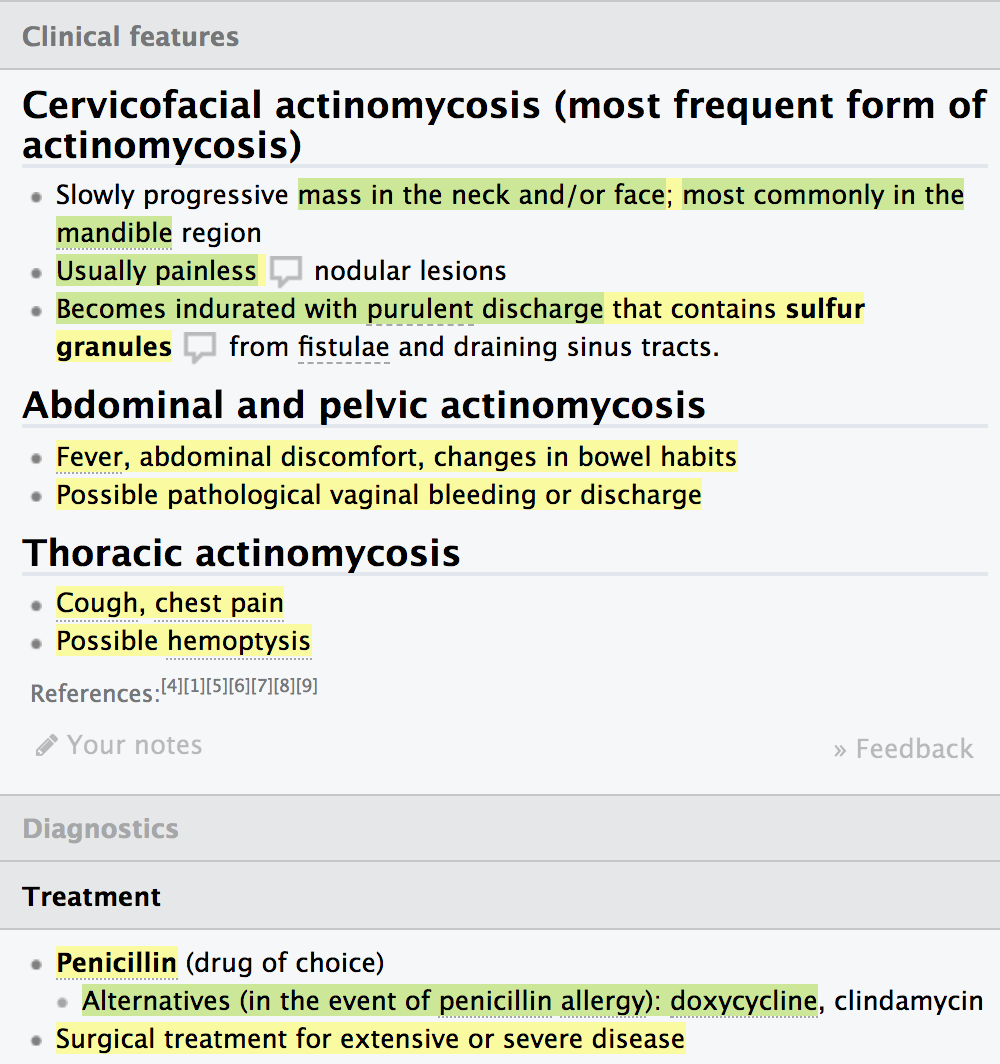 Clinical features
Cervicofacial actinomycosis (most frequent form of
actinomycosis)
Slowly progressive mass in the neck and/or face; most commonly in the
mandible region
Usually painless nodular lesions
Becomes indurated with purulent discharge that contains sulfur
granules from fistulae and draining sinus tracts.
Abdominal and pelvic actinomycosis
Fever, abdominal discomfort, changes in bowel habits
Possible pathological vaginal bleeding or discharge
Thoracic actinomycosis
Cough, chest pain
Possible hemoptysis
References:[4][1][5][6][7][8][9]
Your notes
» Feedback
Diagnostics
Treatment
Penicillin (drug of choice)
Alternatives (in the event of penicillin allergy): doxycycline, clindamycin
Surgical treatment for extensive or severe disease